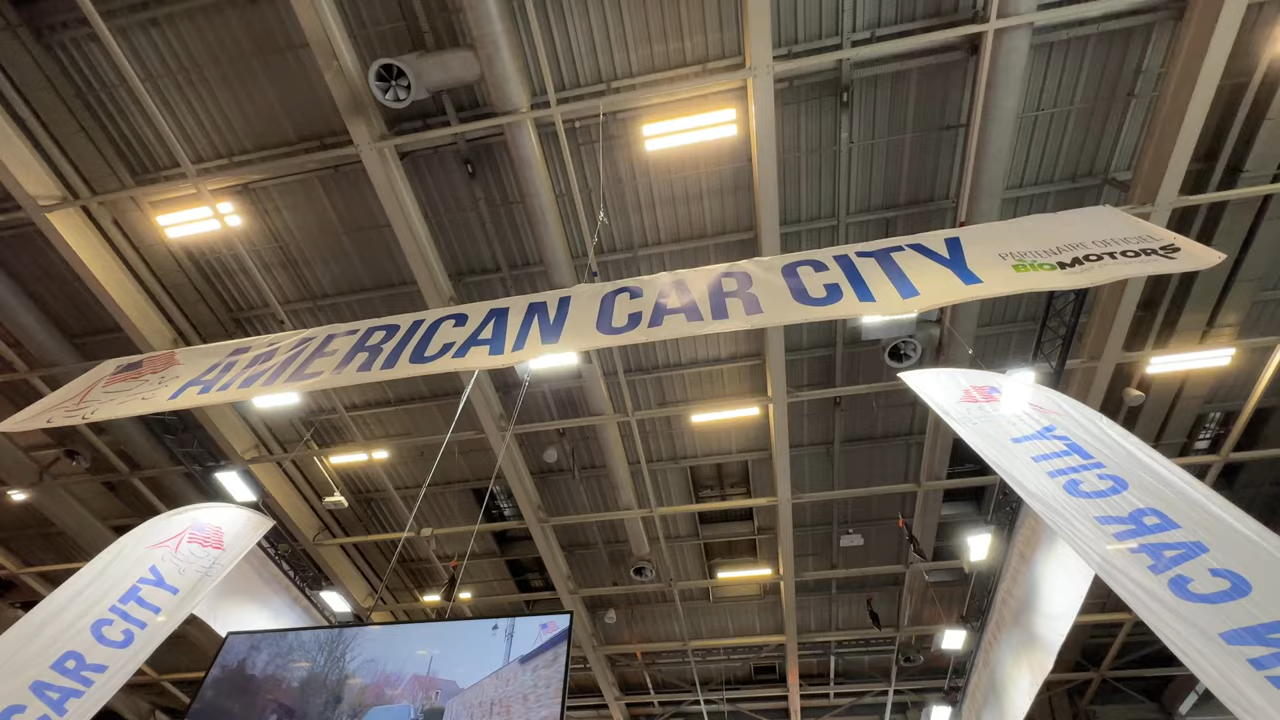 AMERICAN CAR CITY
PARTENAIRE OFFICIEL
BIOMOTORS
CAR CITY
CAR CITY